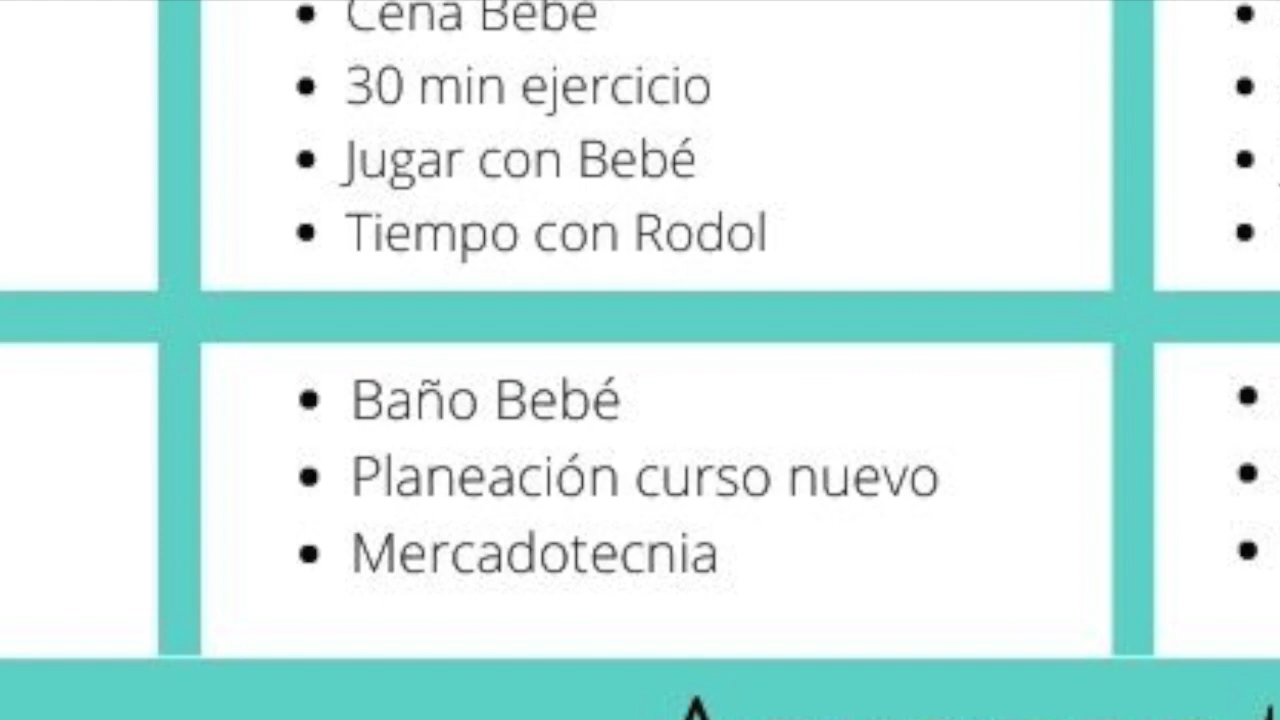 Cena Bebé
30 min ejercicio
Jugar con Bebé
Tiempo con Rodol
Baño Bebé
Planeación curso nuevo
Mercadotecnia